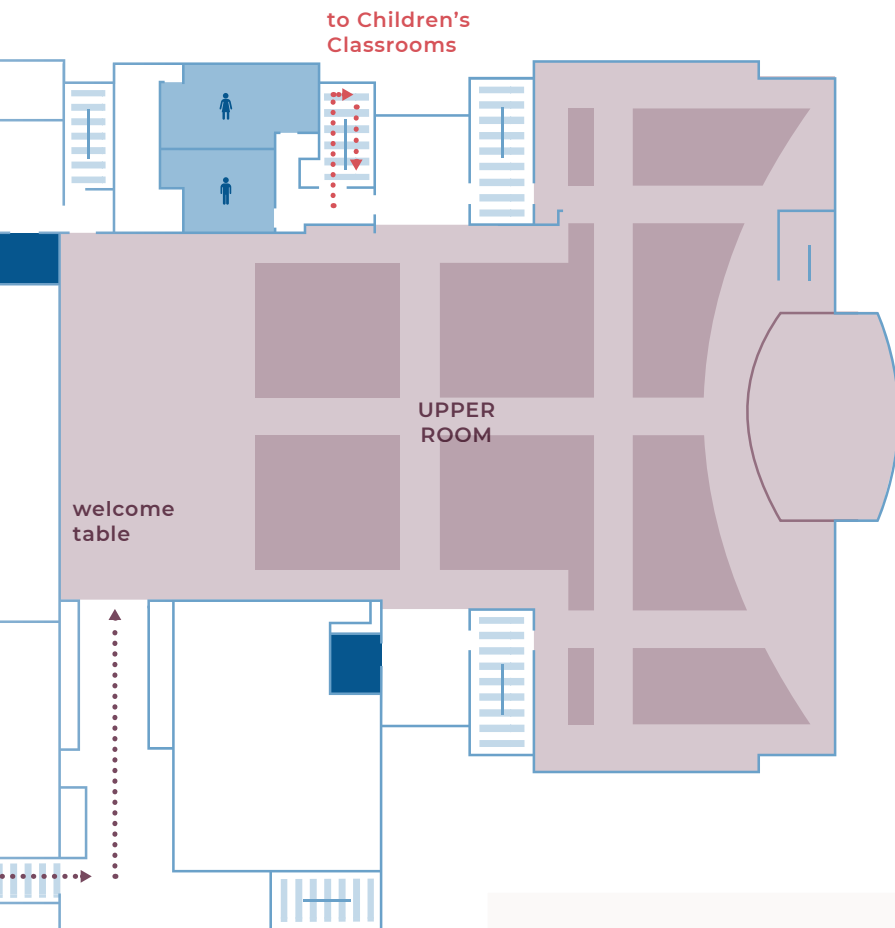 to Children’s
Classrooms
UPPER
ROOM
welcome
table